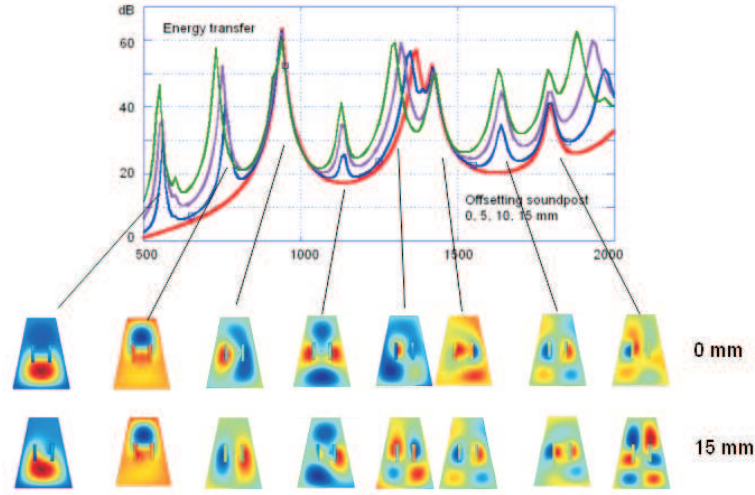 dB
Energy transfer
60
40
20
0
Offsetting soundpost
0, 5, 10, 15 mm
500
1000
1500
2000
0 mm
15 mm